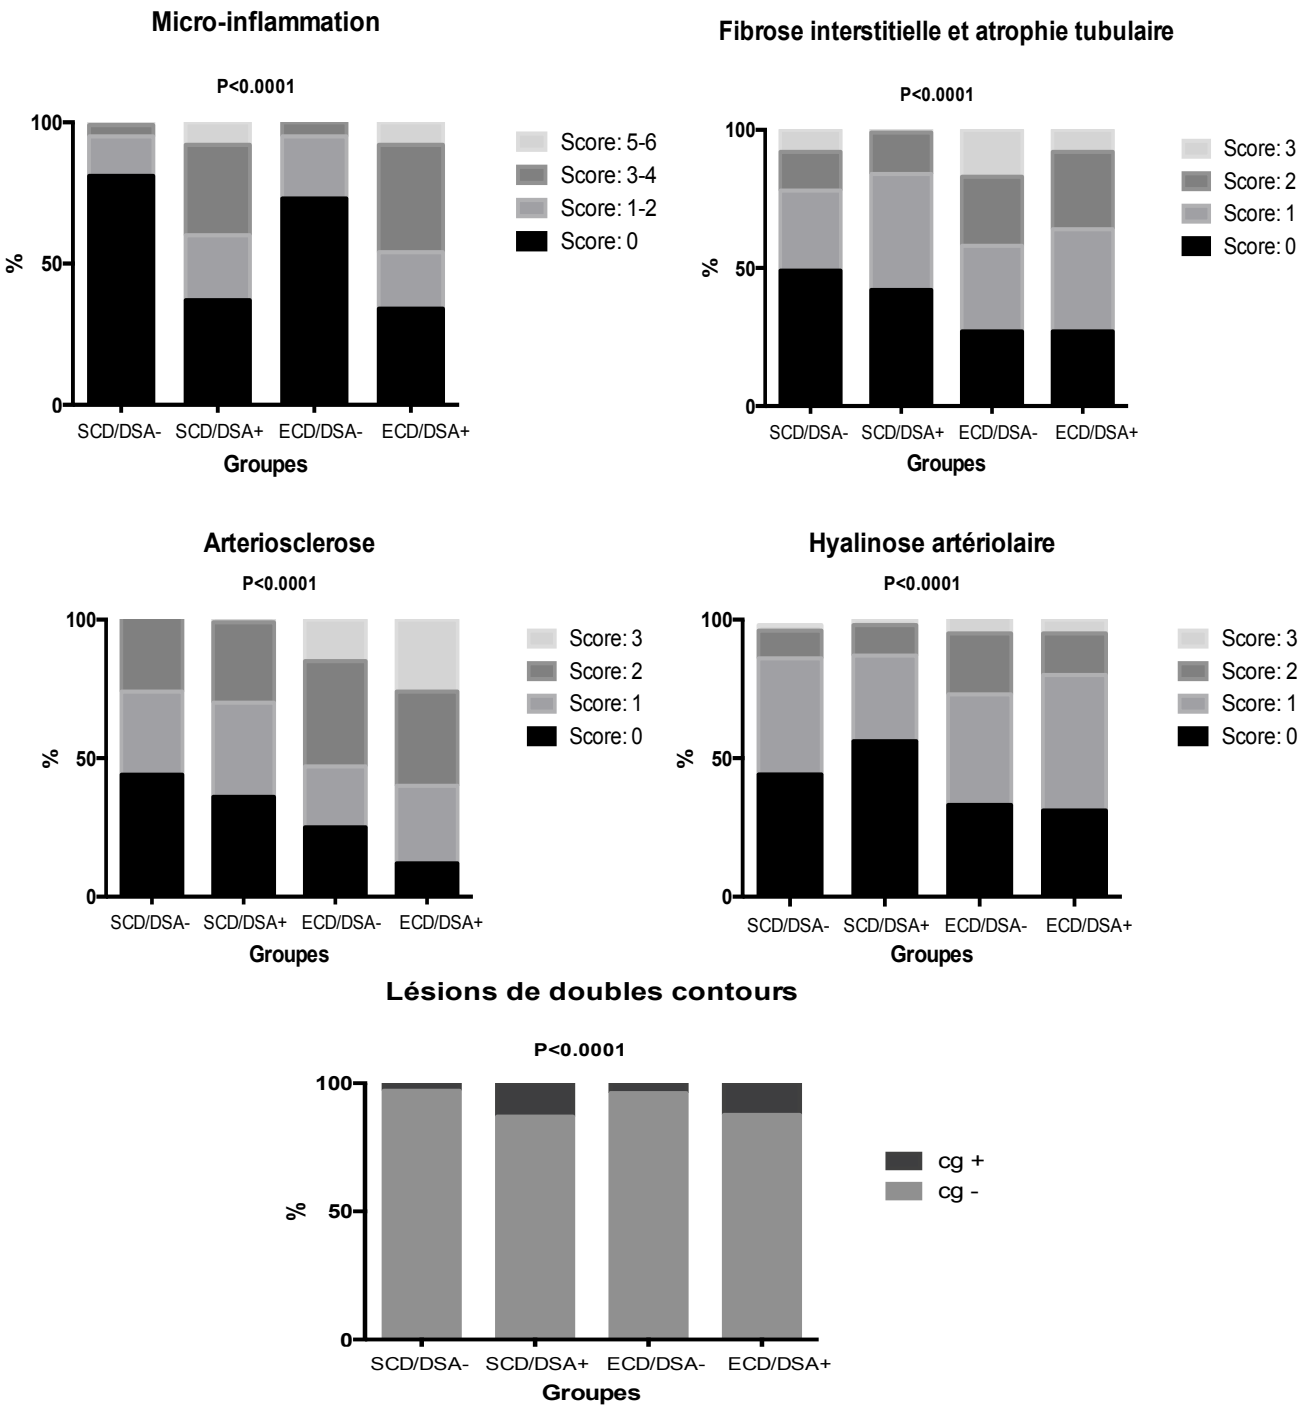 Micro-inflammation
P<0.0001
100
50
0
%
SCD/DSA- SCD/DSA+ ECD/DSA- ECD/DSA+
Groupes
Score: 5-6
Score: 3-4
Score: 1-2
Score: 0
Fibrose interstitielle et atrophie tubulaire
P<0.0001
100
50
0
%
SCD/DSA- SCD/DSA+ ECD/DSA- ECD/DSA+
Groupes
Score: 3
Score: 2
Score: 1
Score: 0
Arteriosclerose
P<0.0001
100
50
0
%
SCD/DSA- SCD/DSA+ ECD/DSA- ECD/DSA+
Groupes
Score: 3
Score: 2
Score: 1
Score: 0
Hyalinose artériolaire
P<0.0001
100
50
0
%
SCD/DSA- SCD/DSA+ ECD/DSA- ECD/DSA+
Groupes
Score: 3
Score: 2
Score: 1
Score: 0
Lésions de doubles contours
P<0.0001
100
50
0
%
SCD/DSA- SCD/DSA+ ECD/DSA- ECD/DSA+
Groupes
cg +
cg -